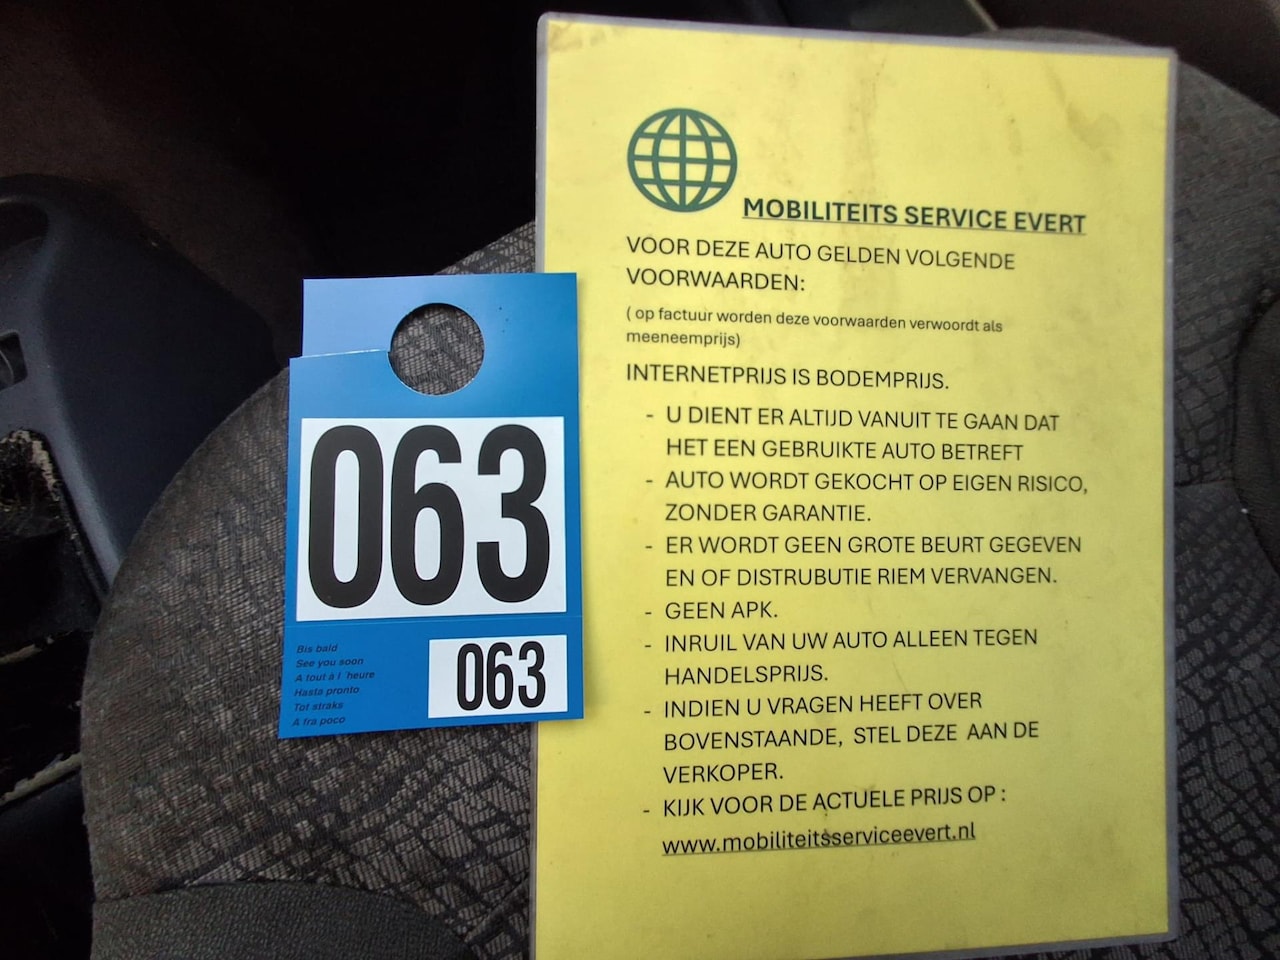 063
Bis bald
See you soon
A tout à l 'heure
Hasta pronto
Tot straks
A fra poco
063
MOBILITEITS SERVICE EVERT
VOOR DEZE AUTO GELDEN VOLGENDE
VOORWAARDEN:
( op factuur worden deze voorwaarden verwoordt als
meeneemprijs)
INTERNETPRIJS IS BODEMPRIJS.
- U DIENT ER ALTIJD VANUIT TE GAAN DAT
HET EEN GEBRUIKTE AUTO BETREFT
- AUTO WORDT GEKOCHT OP EIGEN RISICO,
ZONDER GARANTIE.
- ER WORDT GEEN GROTE BEURT GEGEVEN
EN OF DISTRUBUTIE RIEM VERVANGEN.
- GEEN APK.
- INRUIL VAN UW AUTO ALLEEN TEGEN
HANDELSPRIJS.
- INDIEN U VRAGEN HEEFT OVER
BOVENSTAANDE, STEL DEZE AAN DE
VERKOPER.
- KIJK VOOR DE ACTUELE PRIJS OP :
www.mobiliteitsserviceevert.nl